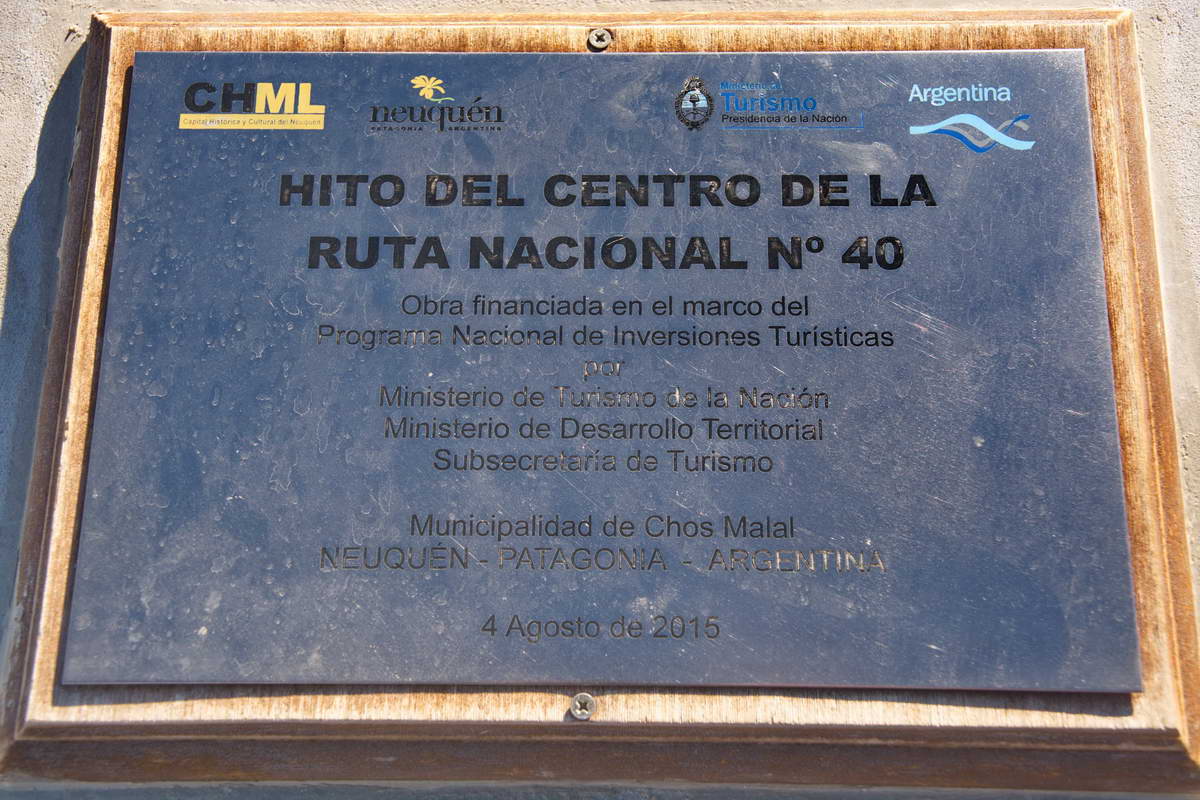 CHML
Capital Histórica y Cultural del Neuquén
neuquén
PATAGONIA ARGENTINA
Ministerio de
Turismo
Presidencia de la Nación
Argentina
HITO DEL CENTRO DE LA
RUTA NACIONAL Nº 40
Obra financiada en el marco del
Programa Nacional de Inversiones Turísticas
por
Ministerio de Turismo de la Nación
Ministerio de Desarrollo Territorial
Subsecretaría de Turismo
Municipalidad de Chos Malal
NEUQUÉN - PATAGONIA - ARGENTINA
4 Agosto de 2015